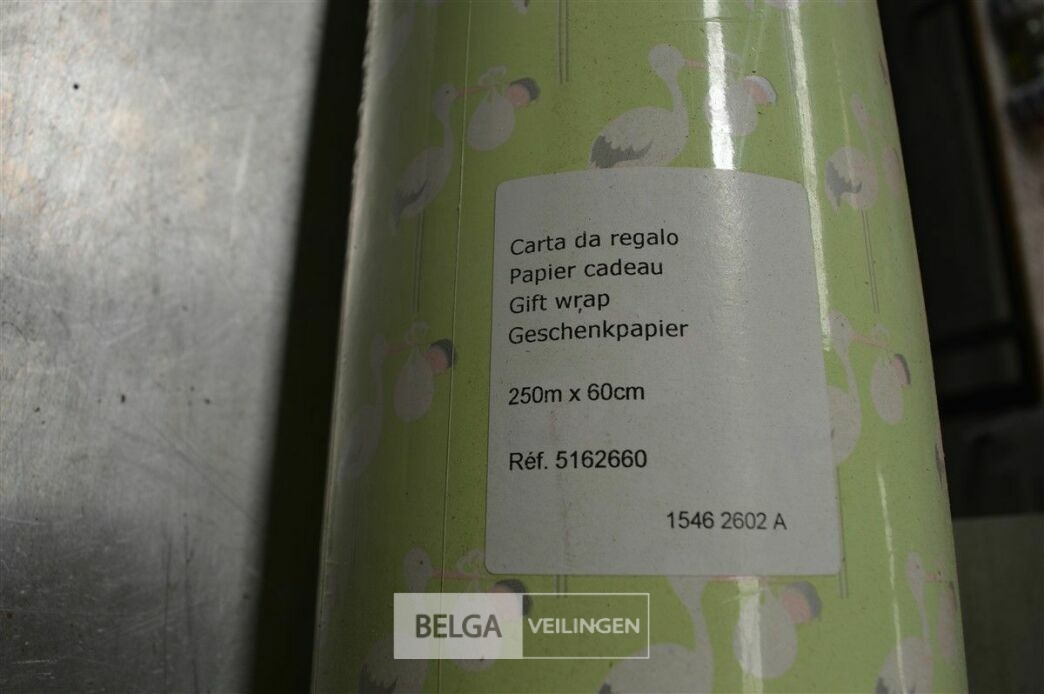 Carta da regalo
Papier cadeau
Gift wrap
Geschenkpapier
250m x 60cm
Réf. 5162660
1546 2602 A
BELGA VEILINGEN